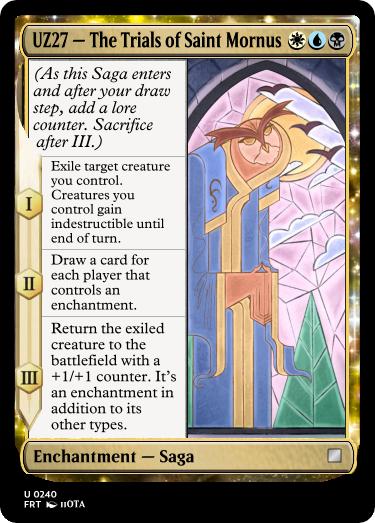 UZ27 — The Trials of Saint Mornus
(As this Saga enters
and after your draw
step, add a lore
counter. Sacrifice
after III.)
I
Exile target creature
you control.
Creatures you
control gain
indestructible until
end of turn.
II
Draw a card for
each player that
controls an
enchantment.
III
Return the exiled
creature to the
battlefield with a
+1/+1 counter. It's
an enchantment in
addition to its
other types.
Enchantment — Saga
U 0240
FRT 11OTA